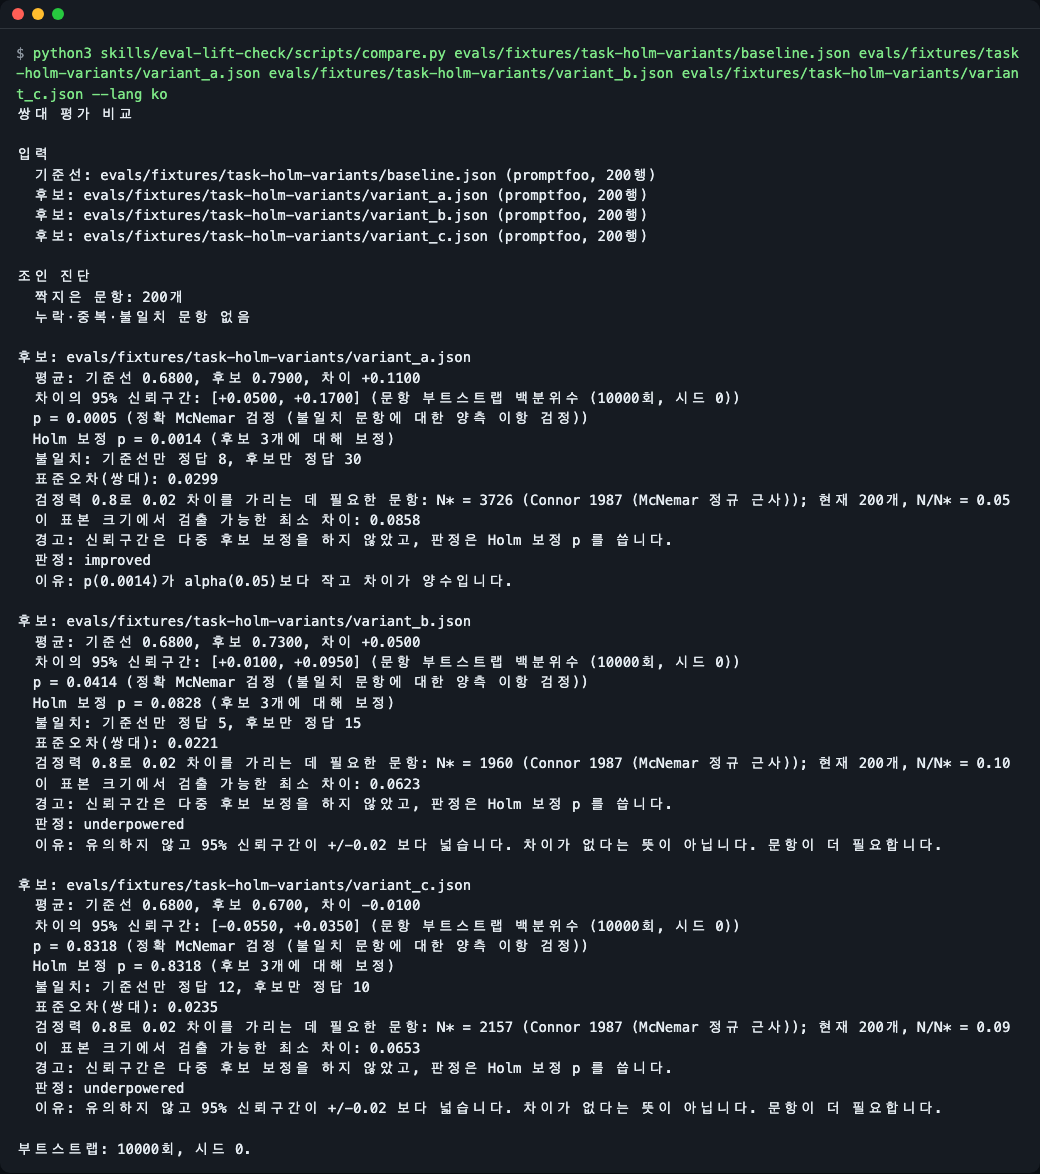 $ python3 skills/eval-lift-check/scripts/compare.py evals/fixtures/task-holm-variants/baseline.json evals/fixtures/task
-holm-variants/variant_a.json evals/fixtures/task-holm-variants/variant_b.json evals/fixtures/task-holm-variants/varian
t_c.json --lang ko
쌍대 평가 비교
입력
기준선: evals/fixtures/task-holm-variants/baseline.json (promptfoo, 200행)
후보: evals/fixtures/task-holm-variants/variant_a.json (promptfoo, 200행)
후보: evals/fixtures/task-holm-variants/variant_b.json (promptfoo, 200행)
후보: evals/fixtures/task-holm-variants/variant_c.json (promptfoo, 200행)
조인 진단
짝지은 문항: 200개
누락·중복·불일치 문항 없음
후보: evals/fixtures/task-holm-variants/variant_a.json
평균: 기준선 0.6800, 후보 0.7900, 차이 +0.1100
차이의 95% 신뢰구간: [+0.0500, +0.1700] (문항 부트스트랩 백분위수 (10000회, 시드 0))
p = 0.0005 (정확 McNemar 검정 (불일치 문항에 대한 양측 이항 검정))
Holm 보정 p = 0.0014 (후보 3개에 대해 보정)
불일치: 기준선만 정답 8, 후보만 정답 30
표준오차(쌍대): 0.0299
검정력 0.8로 0.02 차이를 가리는 데 필요한 문항: N* = 3726 (Connor 1987 (McNemar 정규 근사)); 현재 200개, N/N* = 0.05
이 표본 크기에서 검출 가능한 최소 차이: 0.0858
경고: 신뢰구간은 다중 후보 보정을 하지 않았고, 판정은 Holm 보정 p 를 씁니다.
판정: improved
이유: p(0.0014)가 alpha(0.05)보다 작고 차이가 양수입니다.
후보: evals/fixtures/task-holm-variants/variant_b.json
평균: 기준선 0.6800, 후보 0.7300, 차이 +0.0500
차이의 95% 신뢰구간: [+0.0100, +0.0950] (문항 부트스트랩 백분위수 (10000회, 시드 0))
p = 0.0414 (정확 McNemar 검정 (불일치 문항에 대한 양측 이항 검정))
Holm 보정 p = 0.0828 (후보 3개에 대해 보정)
불일치: 기준선만 정답 5, 후보만 정답 15
표준오차(쌍대): 0.0221
검정력 0.8로 0.02 차이를 가리는 데 필요한 문항: N* = 1960 (Connor 1987 (McNemar 정규 근사)); 현재 200개, N/N* = 0.10
이 표본 크기에서 검출 가능한 최소 차이: 0.0623
경고: 신뢰구간은 다중 후보 보정을 하지 않았고, 판정은 Holm 보정 p 를 씁니다.
판정: underpowered
이유: 유의하지 않고 95% 신뢰구간이 +/-0.02 보다 넓습니다. 차이가 없다는 뜻이 아닙니다. 문항이 더 필요합니다.
후보: evals/fixtures/task-holm-variants/variant_c.json
평균: 기준선 0.6800, 후보 0.6700, 차이 -0.0100
차이의 95% 신뢰구간: [-0.0550, +0.0350] (문항 부트스트랩 백분위수 (10000회, 시드 0))
p = 0.8318 (정확 McNemar 검정 (불일치 문항에 대한 양측 이항 검정))
Holm 보정 p = 0.8318 (후보 3개에 대해 보정)
불일치: 기준선만 정답 12, 후보만 정답 10
표준오차(쌍대): 0.0235
검정력 0.8로 0.02 차이를 가리는 데 필요한 문항: N* = 2157 (Connor 1987 (McNemar 정규 근사)); 현재 200개, N/N* = 0.09
이 표본 크기에서 검출 가능한 최소 차이: 0.0653
경고: 신뢰구간은 다중 후보 보정을 하지 않았고, 판정은 Holm 보정 p 를 씁니다.
판정: underpowered
이유: 유의하지 않고 95% 신뢰구간이 +/-0.02 보다 넓습니다. 차이가 없다는 뜻이 아닙니다. 문항이 더 필요합니다.
부트스트랩: 10000회, 시드 0.